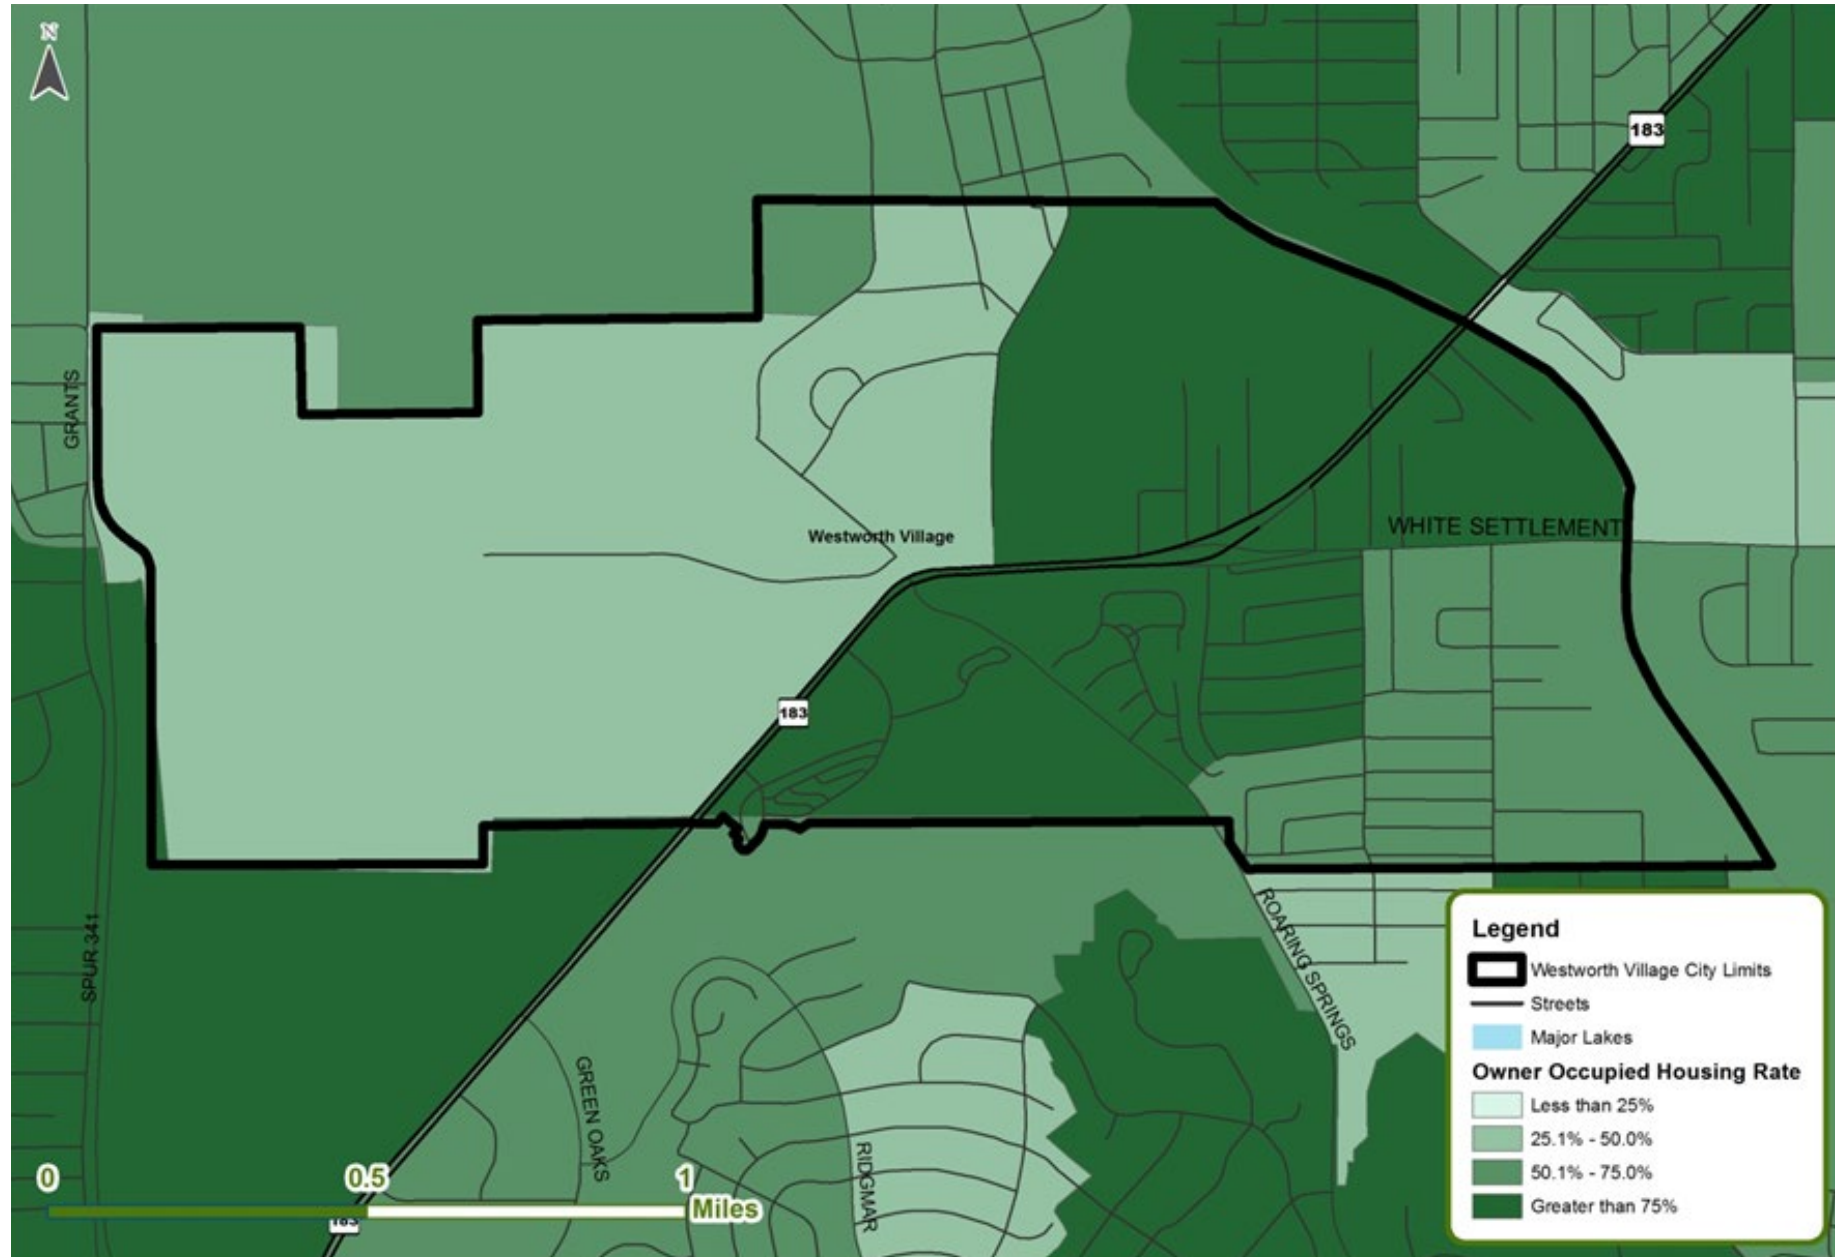 N
183
GRANTS
Westworth Village
WHITE SETTLEMENT
183
SPUR 341
ROARING SPRINGS
GREEN OAKS
RIDGMAR
0 0.5 1
Miles
183
Legend
Westworth Village City Limits
Streets
Major Lakes
Owner Occupied Housing Rate
Less than 25%
25.1% - 50.0%
50.1% - 75.0%
Greater than 75%